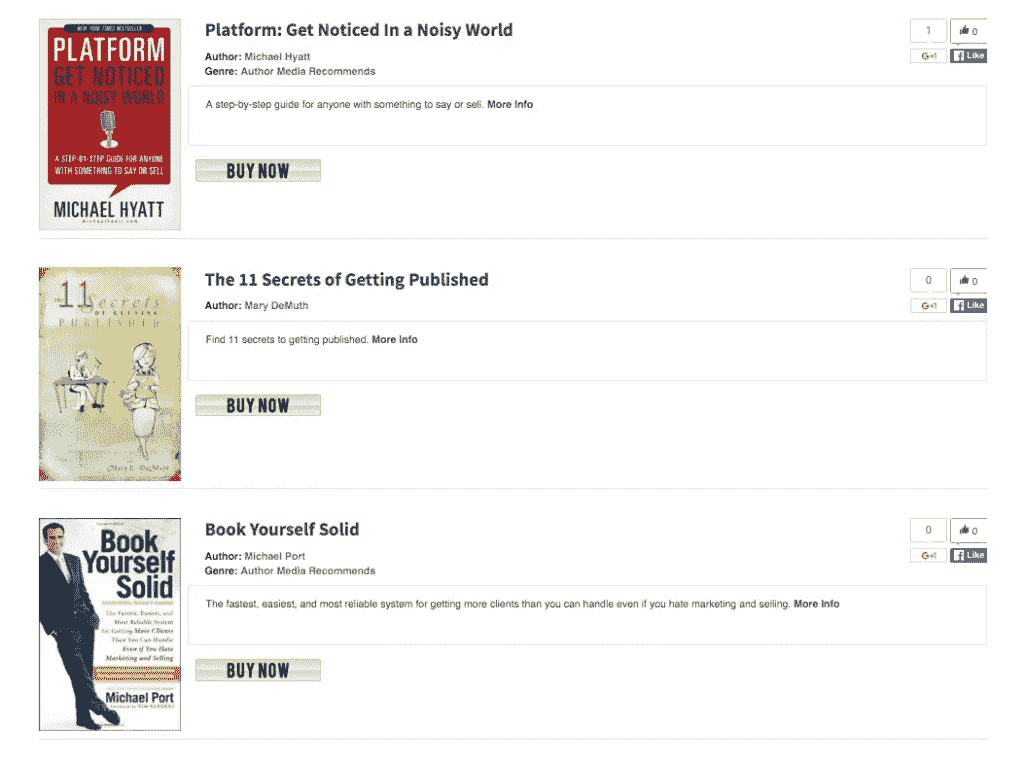 NEW YORK TIMES BESTSELLER
PLATFORM
GET NOTICED
IN A NOISY WORLD
A STEP-BY-STEP GUIDE FOR ANYONE
WITH SOMETHING TO SAY OR SELL
MICHAEL HYATT
Platform: Get Noticed In a Noisy World
Author: Michael Hyatt
Genre: Author Media Recommends
A step-by-step guide for anyone with something to say or sell. More Info
BUY NOW
1
0
G+1
Like
The 11 Secrets
OF GETTING
PUBLISHED
Mary E. DeMuth
The 11 Secrets of Getting Published
Author: Mary DeMuth
Find 11 secrets to getting published. More Info
BUY NOW
0
0
G+1
Like
Book
Yourself
Solid
The Fastest, Easiest, and
Most Reliable System
for Getting More Clients
Than You Can Handle
Even if You Hate
Marketing and Selling
Michael Port
Book Yourself Solid
Author: Michael Port
Genre: Author Media Recommends
The fastest, easiest, and most reliable system for getting more clients than you can handle even if you hate marketing and selling. More Info
BUY NOW
0
0
G+1
Like